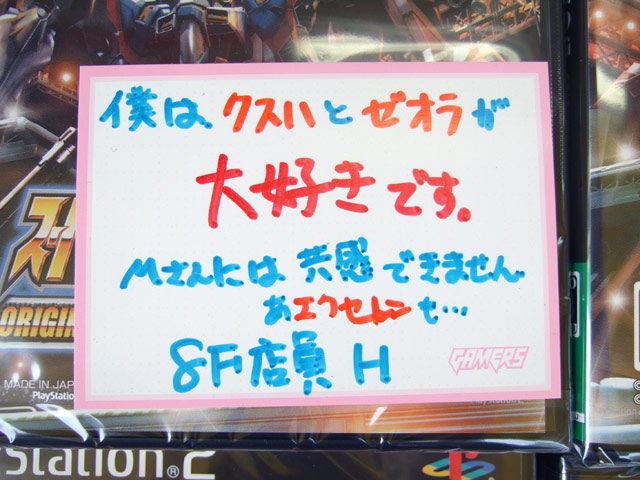 僕は、クスハとゼオラが
大好きです。
Mさんには共感できません
あエクセレンも…
8F店員 H
GAMERS
ORIGIN
MADE IN JAP
PlayStation
station 2